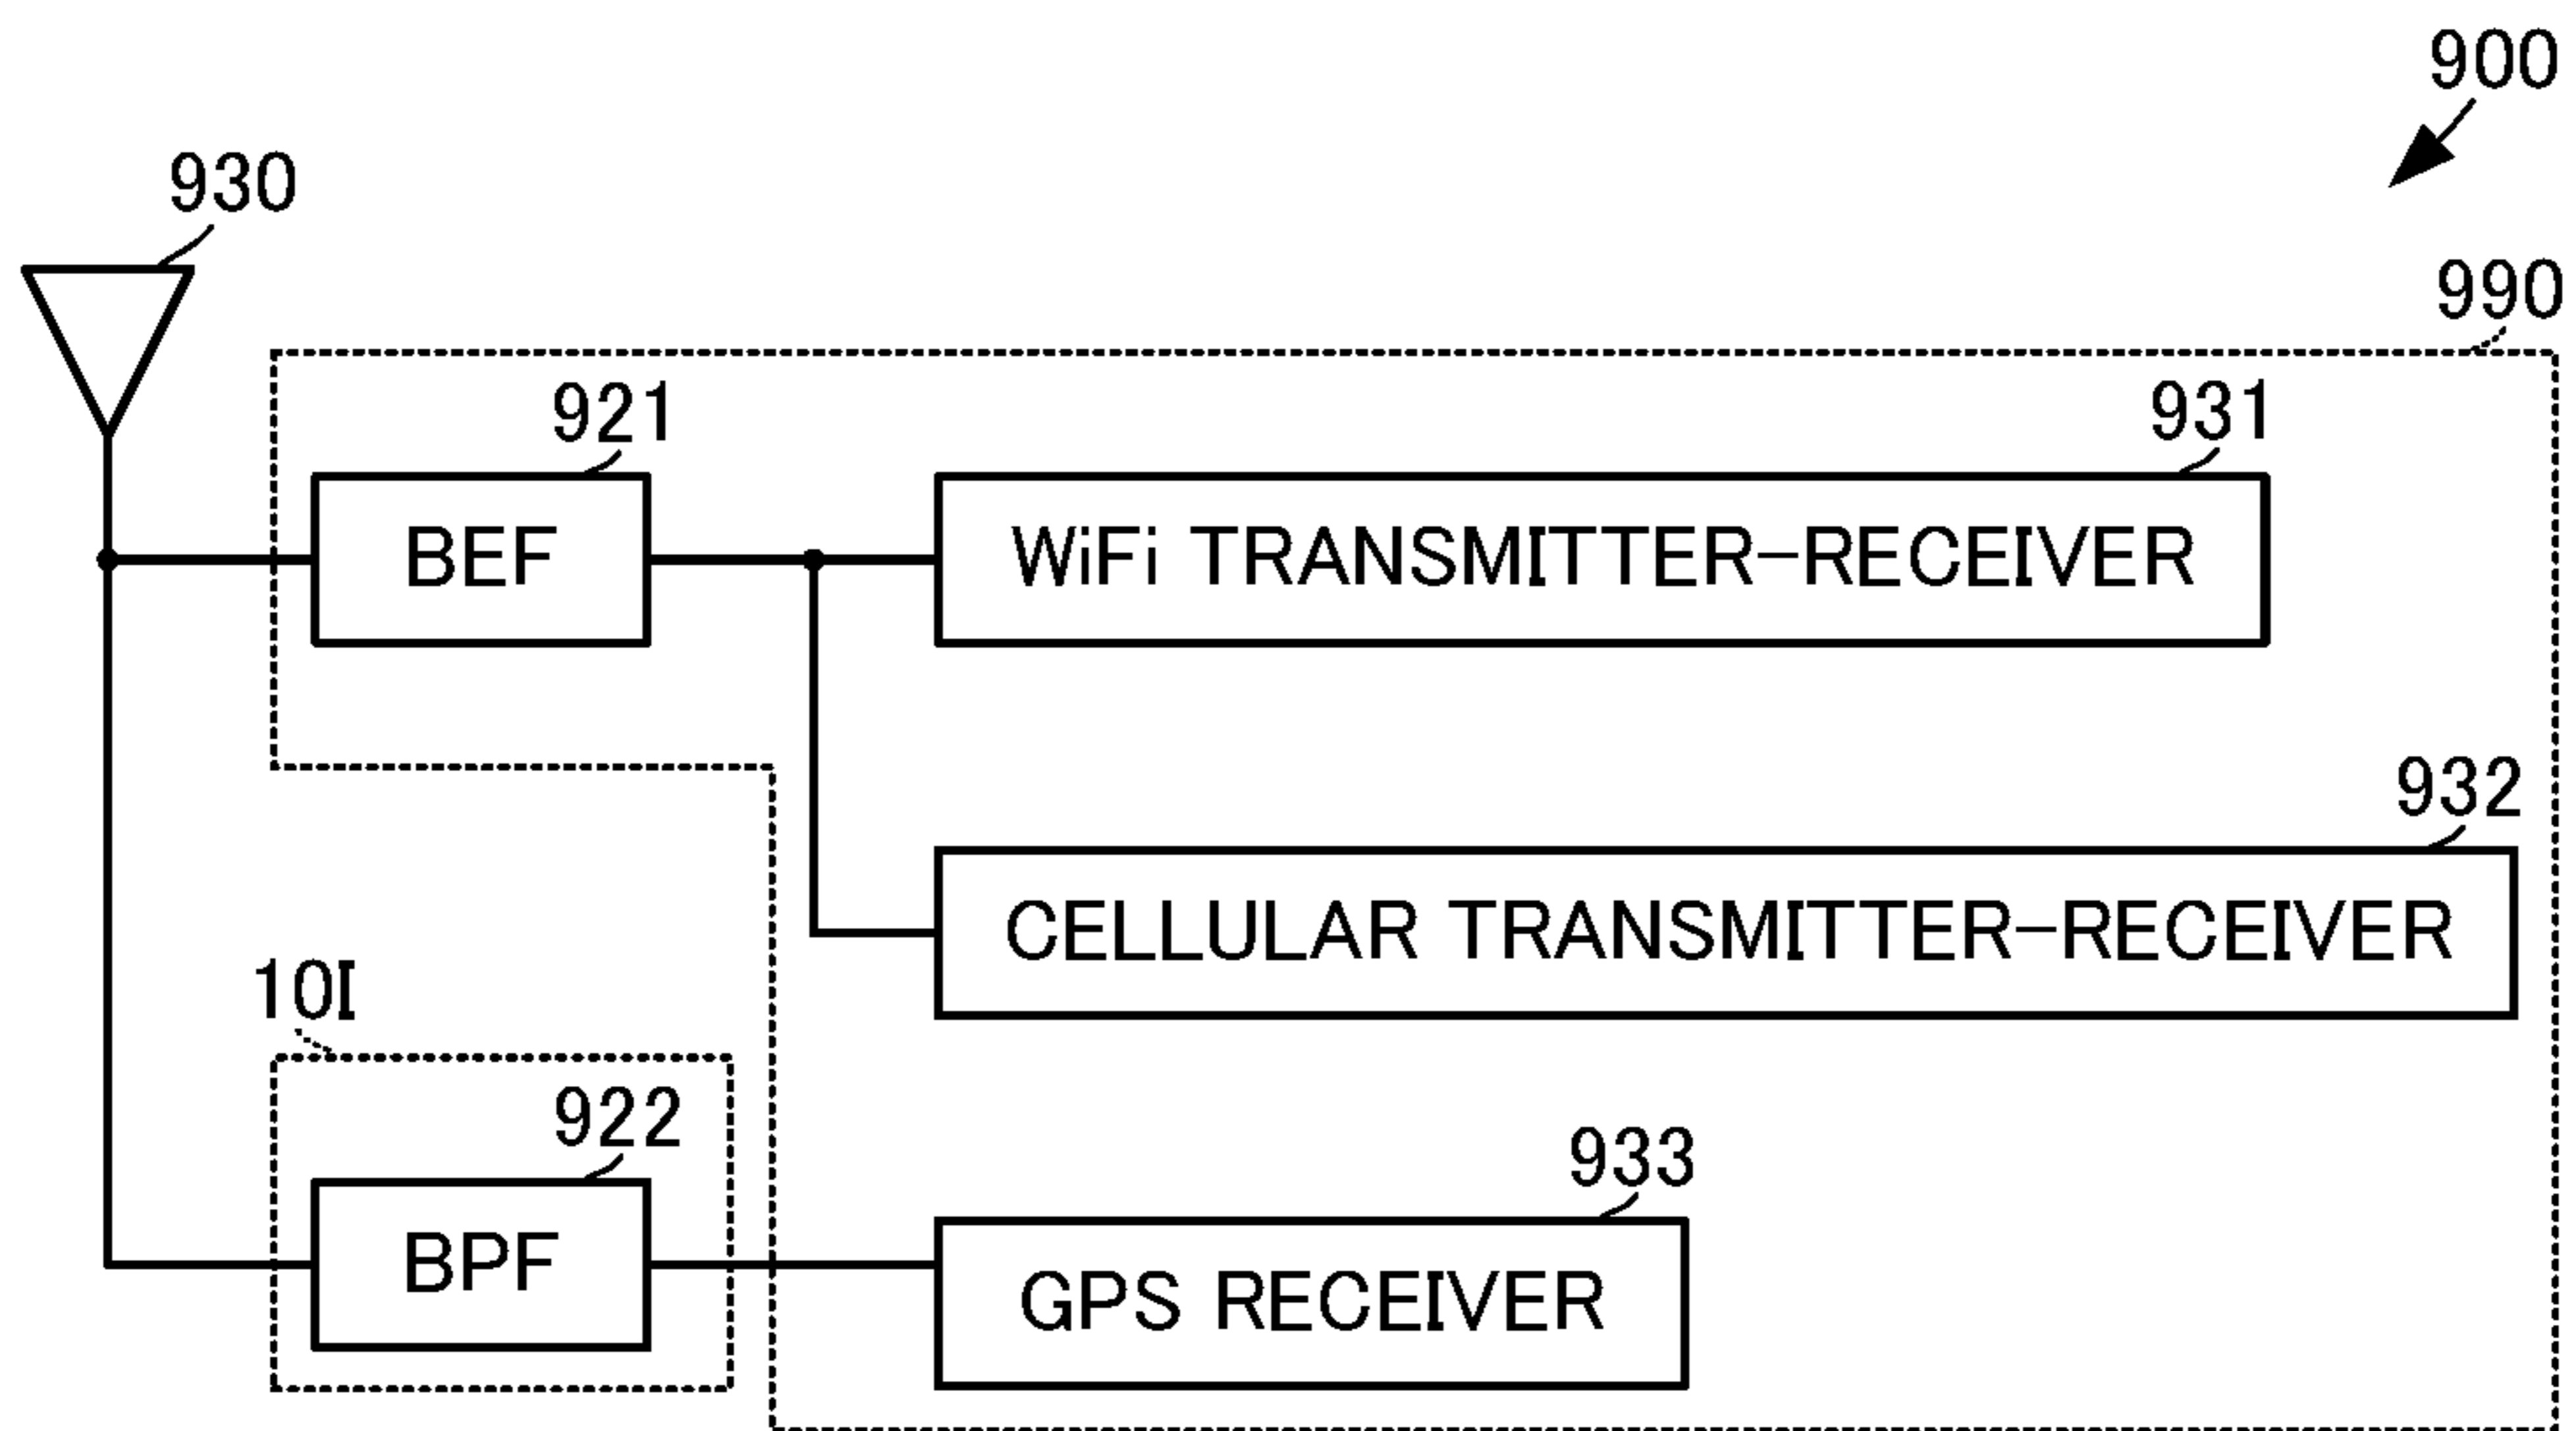 900
930
990
921
931
BEF
WiFi TRANSMITTER-RECEIVER
932
CELLULAR TRANSMITTER-RECEIVER
10I
922
933
BPF
GPS RECEIVER